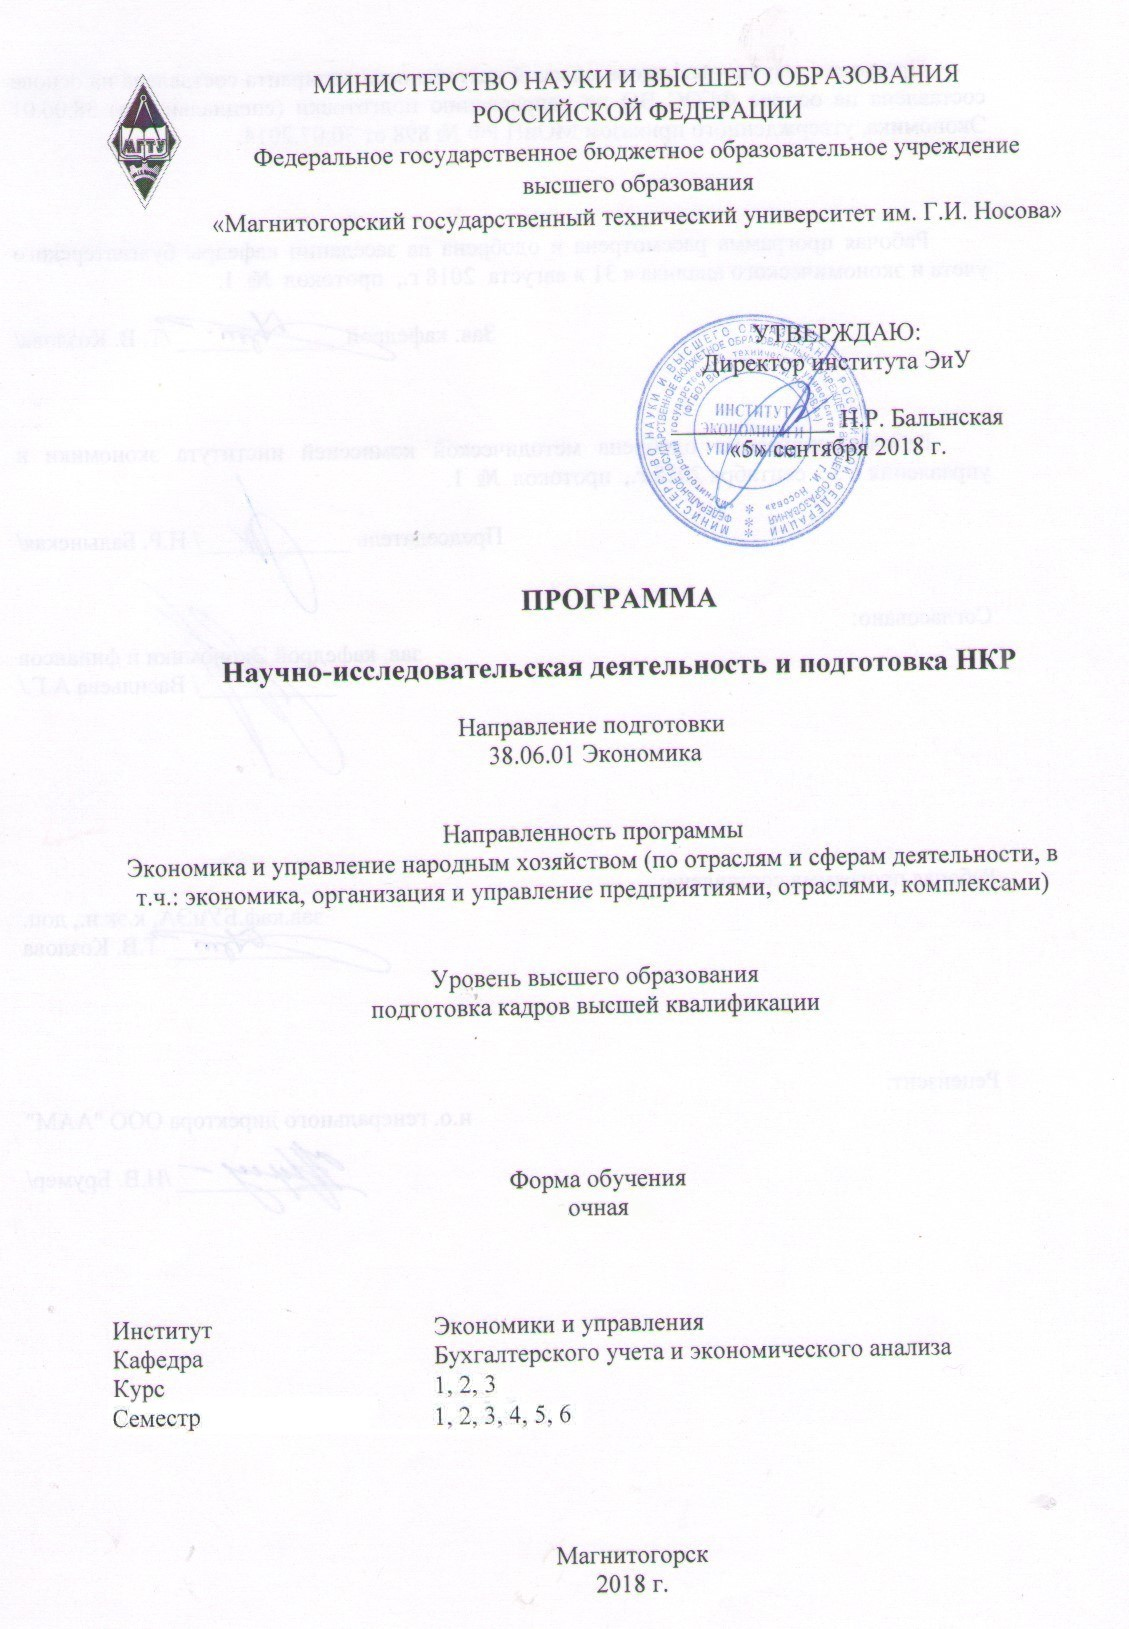 МГТУ
МИНИСТЕРСТВО НАУКИ И ВЫСШЕГО ОБРАЗОВАНИЯ
РОССИЙСКОЙ ФЕДЕРАЦИИ
Федеральное государственное бюджетное образовательное учреждение
высшего образования
«Магнитогорский государственный технический университет им. Г.И. Носова»
УТВЕРЖДАЮ:
Директор института ЭиУ
Н.Р. Балынская
«5» сентября 2018 г.
ИНСТИТУТ
ЭКОНОМИКИ И
ПРОГРАММА
Научно-исследовательская деятельность и подготовка НКР
Направление подготовки
38.06.01 Экономика
Направленность программы
Экономика и управление народным хозяйством (по отраслям и сферам деятельности, в
т.ч.: экономика, организация и управление предприятиями, отраслями, комплексами)
Уровень высшего образования
подготовка кадров высшей квалификации
Форма обучения
очная
Институт Экономики и управления
Кафедра Бухгалтерского учета и экономического анализа
Курс 1, 2, 3
Семестр 1, 2, 3, 4, 5, 6
Магнитогорск
2018 г.